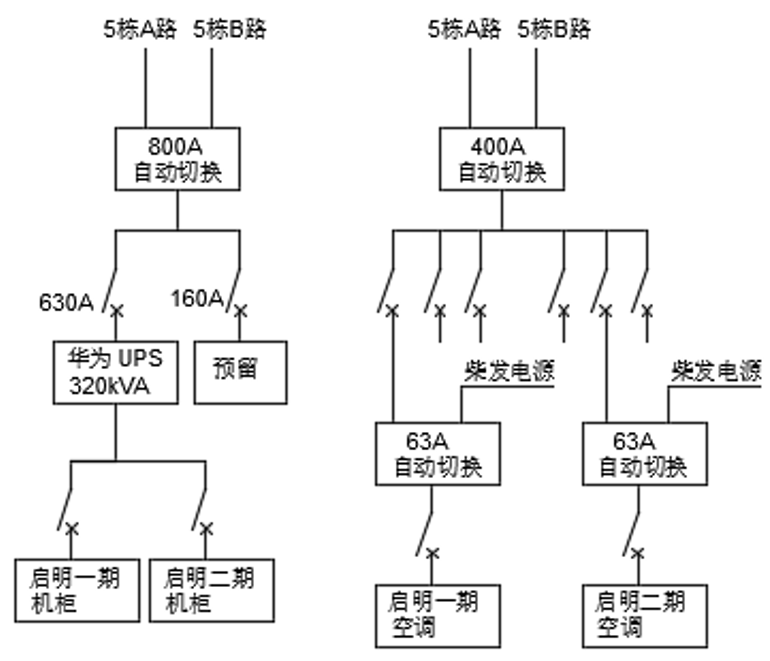 5栋A路 5栋B路
5栋A路 5栋B路
800A
自动切换
400A
自动切换
630A
160A
华为 UPS
320kVA
预留
柴发电源
柴发电源
63A
自动切换
63A
自动切换
启明一期
机柜
启明二期
机柜
启明一期
空调
启明二期
空调